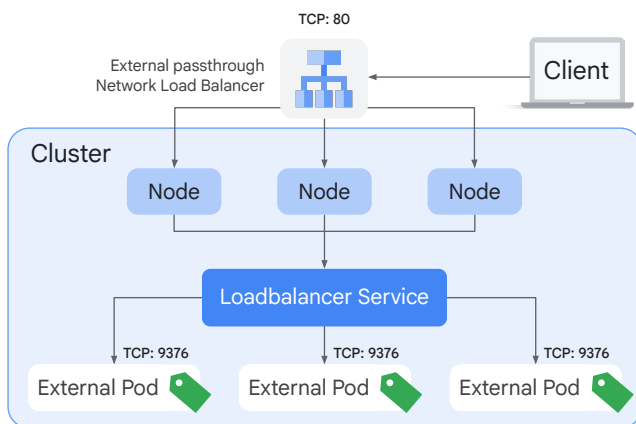 TCP: 80
External passthrough
Network Load Balancer
Client
Cluster
Node
Node
Node
Loadbalancer Service
TCP: 9376
TCP: 9376
TCP: 9376
External Pod
External Pod
External Pod